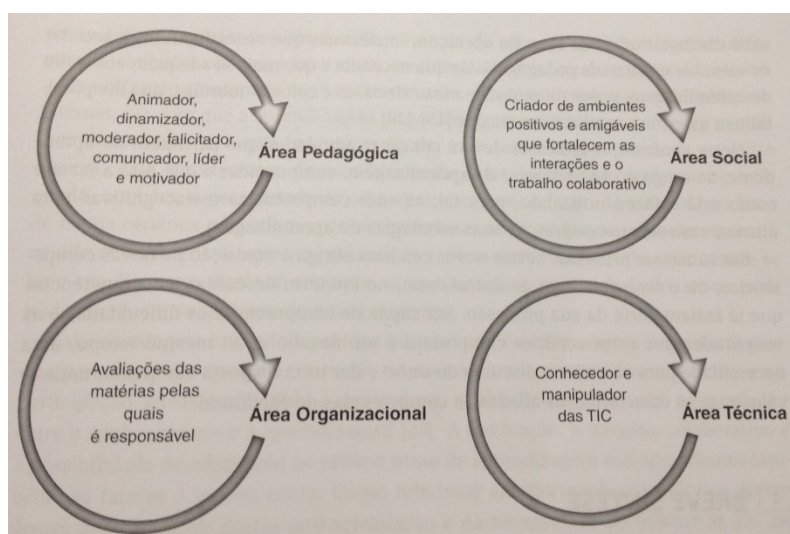 Animador,
dinamizador,
moderador, falicitador,
comunicador, líder
e motivador
Área Pedagógica
Criador de ambientes
positivos e amigáveis
que fortalecem as
interações e o
trabalho colaborativo
Área Social
Avaliações das
matérias pelas
quais
é responsável
Área Organizacional
Conhecedor e
manipulador
das TIC
Área Técnica